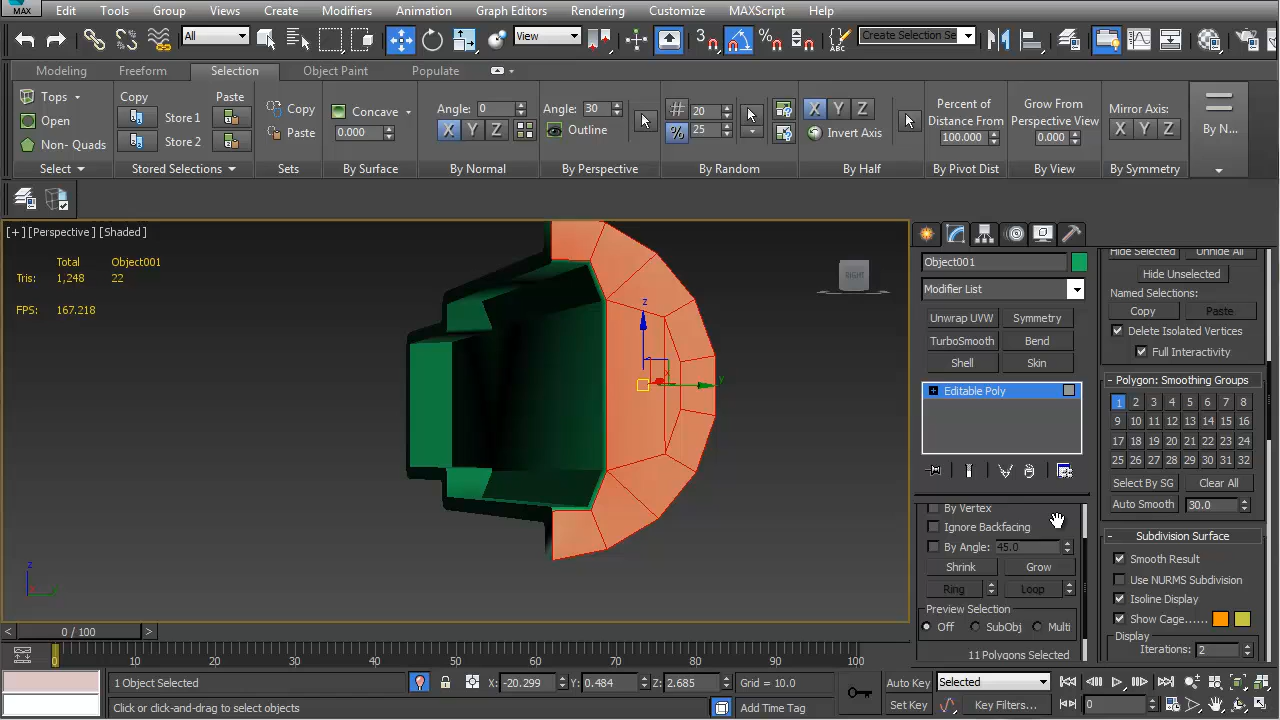 MAX Edit Tools Group Views Create Modifiers Animation Graph Editors Rendering Customize MAXScript Help
All View 3 % ABC Create Selection Se
Modeling Freeform Selection Object Paint Populate
Tops Copy Paste Copy Concave Angle: 0 Angle: 30 20 X Y Z Percent of Grow From Mirror Axis:
Open Store 1 Paste 0.000 X Y Z Outline % 25 Invert Axis Distance From Perspective View X Y Z By N...
Non- Quads Store 2 100.000 0.000
Select Stored Selections Sets By Surface By Normal By Perspective By Random By Half By Pivot Dist By View By Symmetry
[+] [Perspective ] [Shaded ]
Total Object001
Tris: 1,248 22
FPS: 167.218
RIGHT
z
x
y
z
Object001
Modifier List
Unwrap UVW Symmetry
TurboSmooth Bend
Shell Skin
Editable Poly
By Vertex
Ignore Backfacing
By Angle: 45.0
Shrink Grow
Ring Loop
Preview Selection
Off SubObj Multi
11 Polygons Selected
Hide Selected Unhide All
Hide Unselected
Named Selections:
Copy Paste
Delete Isolated Vertices
Full Interactivity
- Polygon: Smoothing Groups
1 2 3 4 5 6 7 8
9 10 11 12 13 14 15 16
17 18 19 20 21 22 23 24
25 26 27 28 29 30 31 32
Select By SG Clear All
Auto Smooth 30.0
- Subdivision Surface
Smooth Result
Use NURMS Subdivision
Isoline Display
Show Cage......
Display
Iterations: 2
< 0 / 100 >
0 10 20 30 40 50 60 70 80 90 100
1 Object Selected X: -20.299 Y: 0.484 Z: 2.685 Grid = 10.0 Auto Key Selected
Click or click-and-drag to select objects Add Time Tag Set Key Key Filters... 0